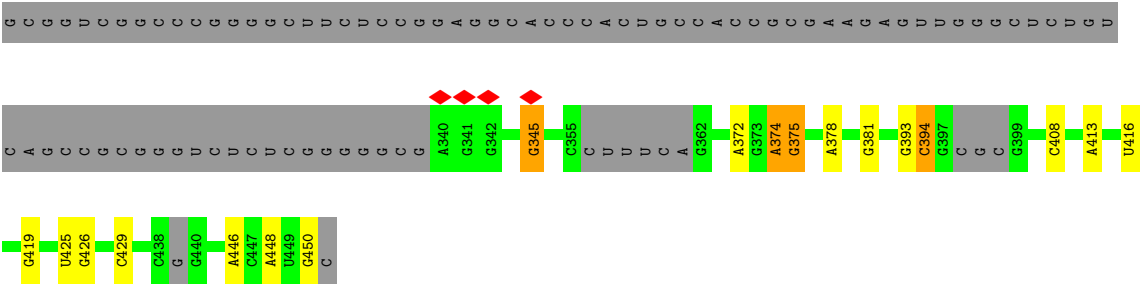 G C G G U C G G C C C G G G G C U U C U C C G G A G G C A C C C A C U G C C A C C G C G A A G A G U U G G G C U C U G U
C A G C C G C G G G U C U C U C G G G G G C G A340 G341 G342 G345 C355 C U U U C A G362 A372 G373 A374 G375 A378 G381 G393 C394 G397 C G C G399 C408 A413 U416
G419 U425 G426 C429 C438 G G440 A446 C447 A448 U449 G450 C